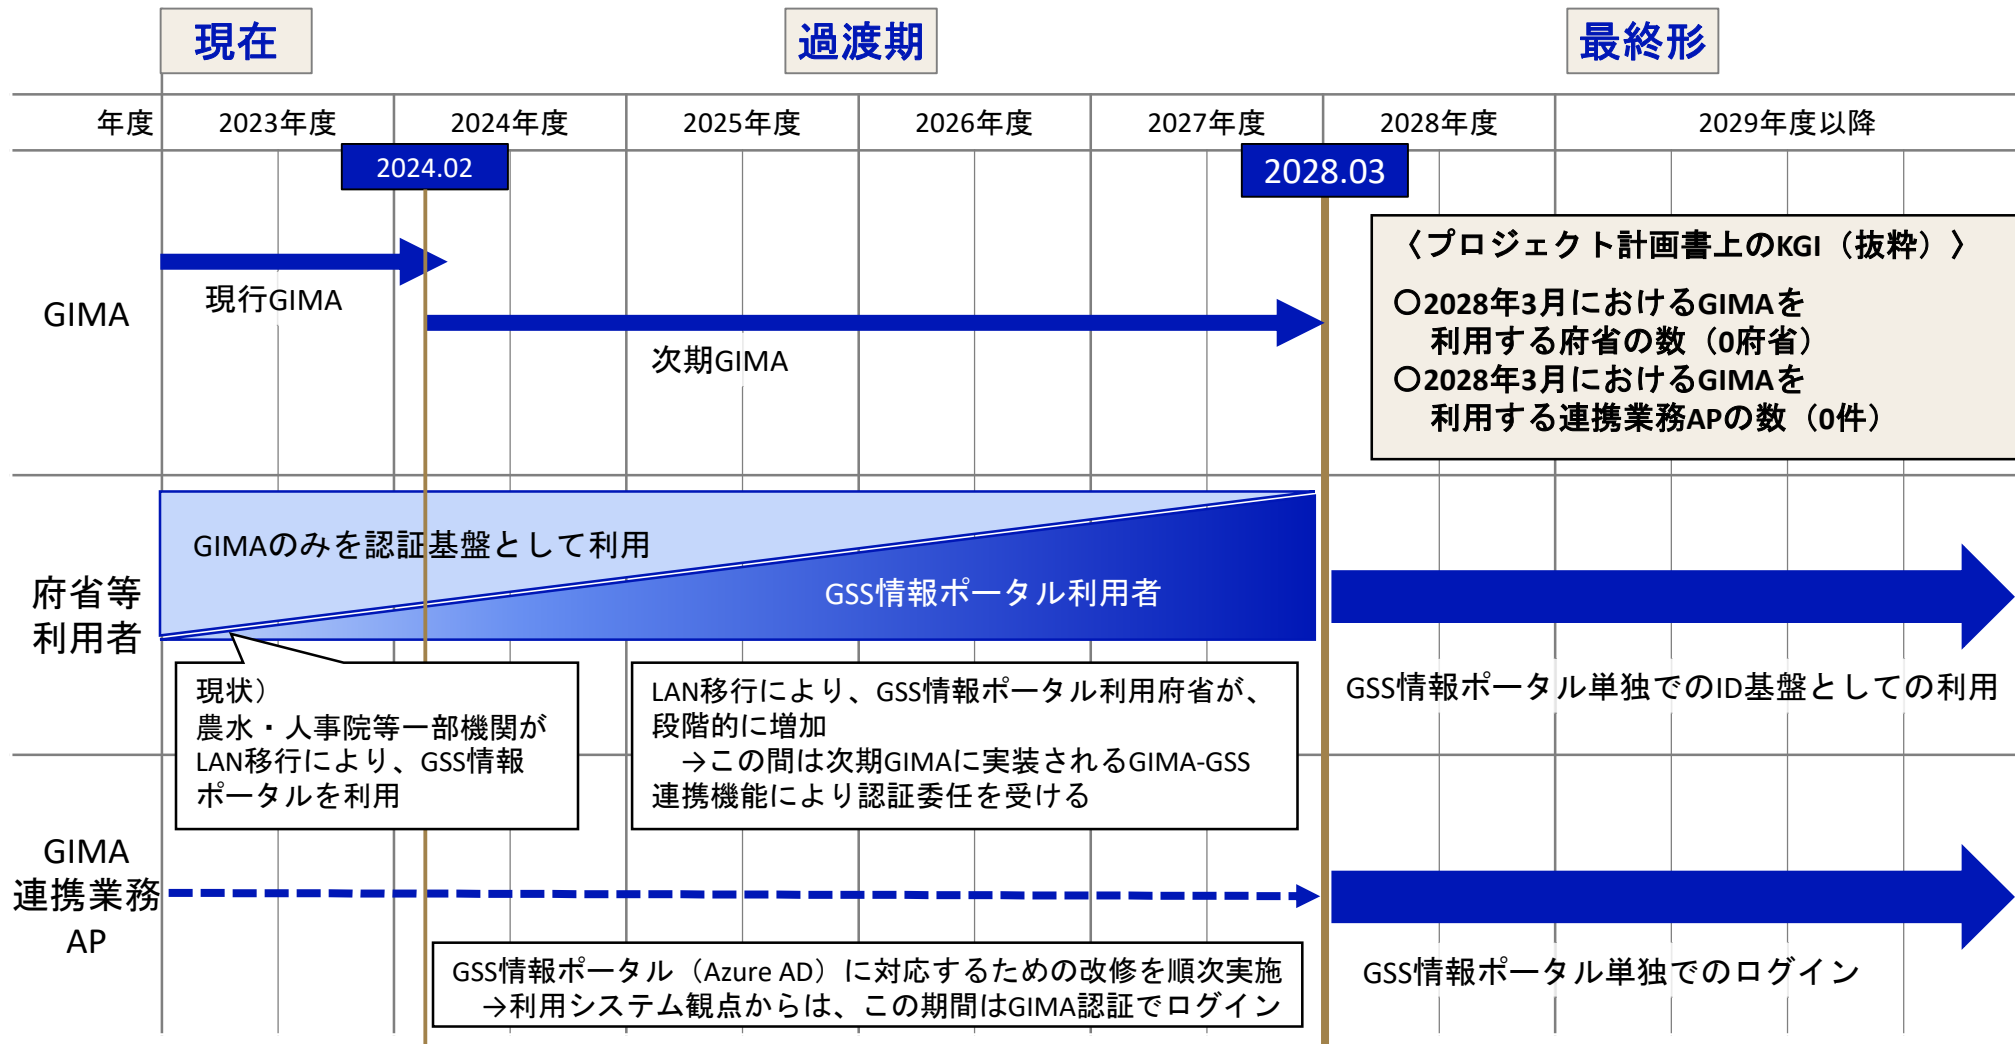 現在
過渡期
最終形
年度
2023年度
2024年度
2025年度
2026年度
2027年度
2028年度
2029年度以降
2024.02
2028.03
GIMA
現行GIMA
次期GIMA
〈プロジェクト計画書上のKGI（抜粋）〉
〇2028年3月におけるGIMAを
利用する府省の数（0府省）
〇2028年3月におけるGIMAを
利用する連携業務APの数（0件）
府省等
利用者
GIMAのみを認証基盤として利用
GSS情報ポータル利用者
現状）
農水・人事院等一部機関が
LAN移行により、GSS情報
ポータルを利用
LAN移行により、GSS情報ポータル利用府省が、
段階的に増加
→この間は次期GIMAに実装されるGIMA-GSS
連携機能により認証委任を受ける
GSS情報ポータル単独でのID基盤としての利用
GIMA
連携業務
AP
GSS情報ポータル（Azure AD）に対応するための改修を順次実施
→利用システム観点からは、この期間はGIMA認証でログイン
GSS情報ポータル単独でのログイン